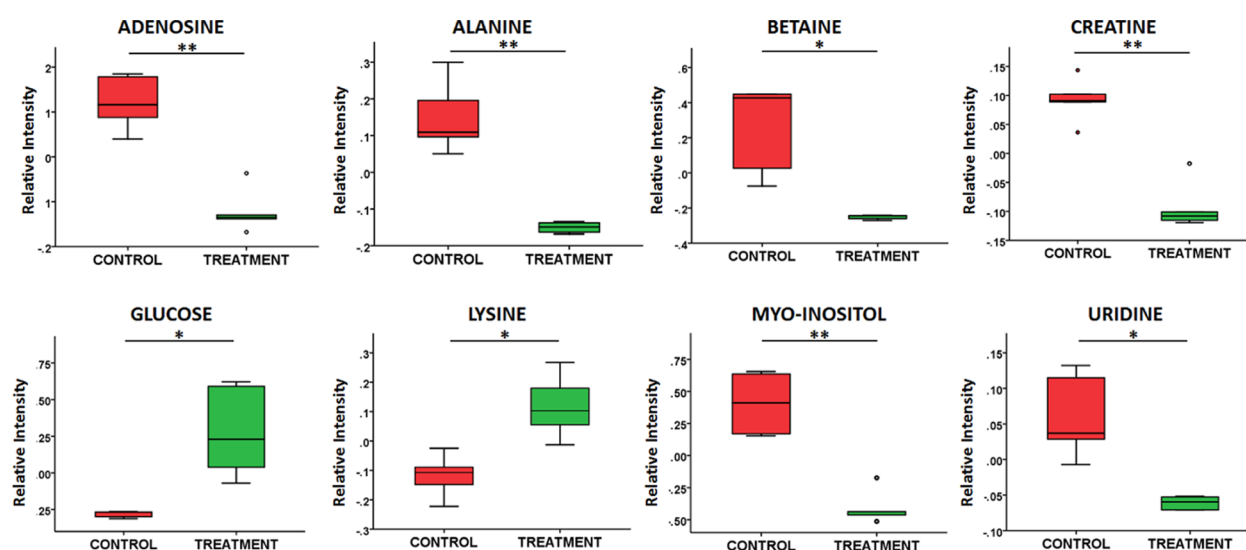 ADENOSINE
**
Relative Intensity
2
1
0
1
-.2
CONTROL TREATMENT
ALANINE
**
Relative Intensity
.3
.2
.1
.0
-.1
-.2
CONTROL TREATMENT
BETAINE
*
Relative Intensity
.6
.4
.2
.0
-.2
-.4
CONTROL TREATMENT
CREATINE
**
Relative Intensity
.15
.10
.05
.00
-.05
-.10
-.15
CONTROL TREATMENT
GLUCOSE
*
Relative Intensity
.75
.50
.25
.00
.25
CONTROL TREATMENT
LYSINE
*
Relative Intensity
.3
.2
.1
.0
-.1
-.2
-.3
CONTROL TREATMENT
MYO-INOSITOL
**
Relative Intensity
.75
.50
.25
.00
-.25
-.50
CONTROL TREATMENT
URIDINE
*
Relative Intensity
.15
.10
.05
.00
-.05
-.10
CONTROL TREATMENT